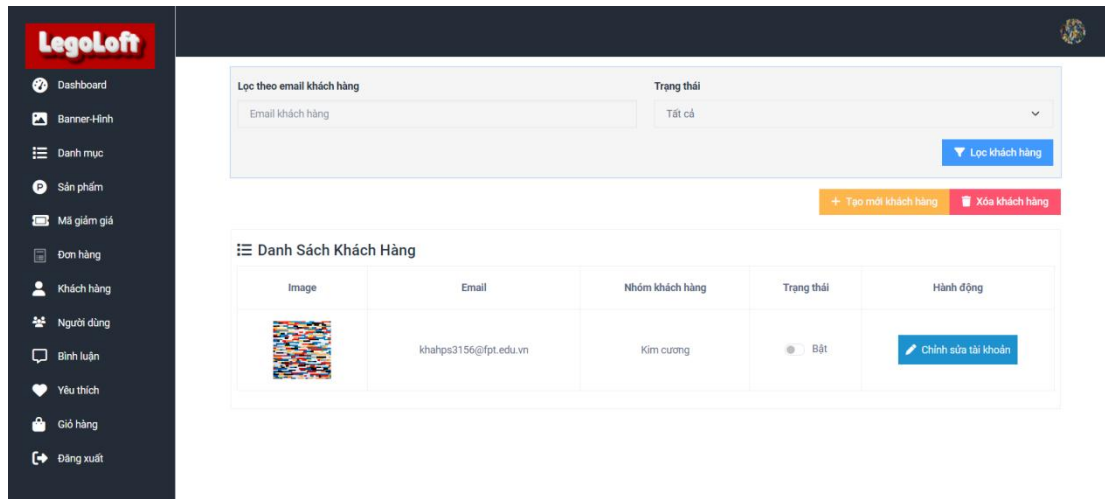 LegoLoft
Dashboard
Banner-Hình
Danh mục
Sản phẩm
Mã giảm giá
Đơn hàng
Khách hàng
Người dùng
Bình luận
Yêu thích
Giỏ hàng
Đăng xuất
Lọc theo email khách hàng
Trạng thái
Email khách hàng
Tất cả
Lọc khách hàng
Tạo mới khách hàng
Xóa khách hàng
Danh Sách Khách Hàng
Image Email Nhóm khách hàng Trạng thái Hành động
khahps3156@fpt.edu.vn Kim cương Bật Chỉnh sửa tài khoản